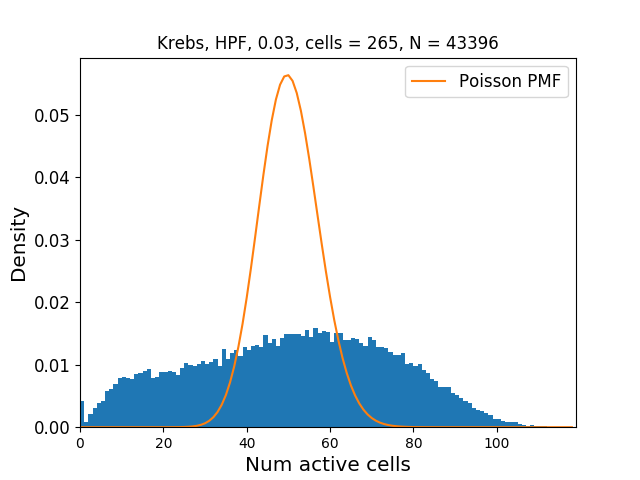 Krebs, HPF, 0.03, cells = 265, N = 43396
Poisson PMF
Density
0.05
0.04
0.03
0.02
0.01
0.00
0 20 40 60 80 100
Num active cells